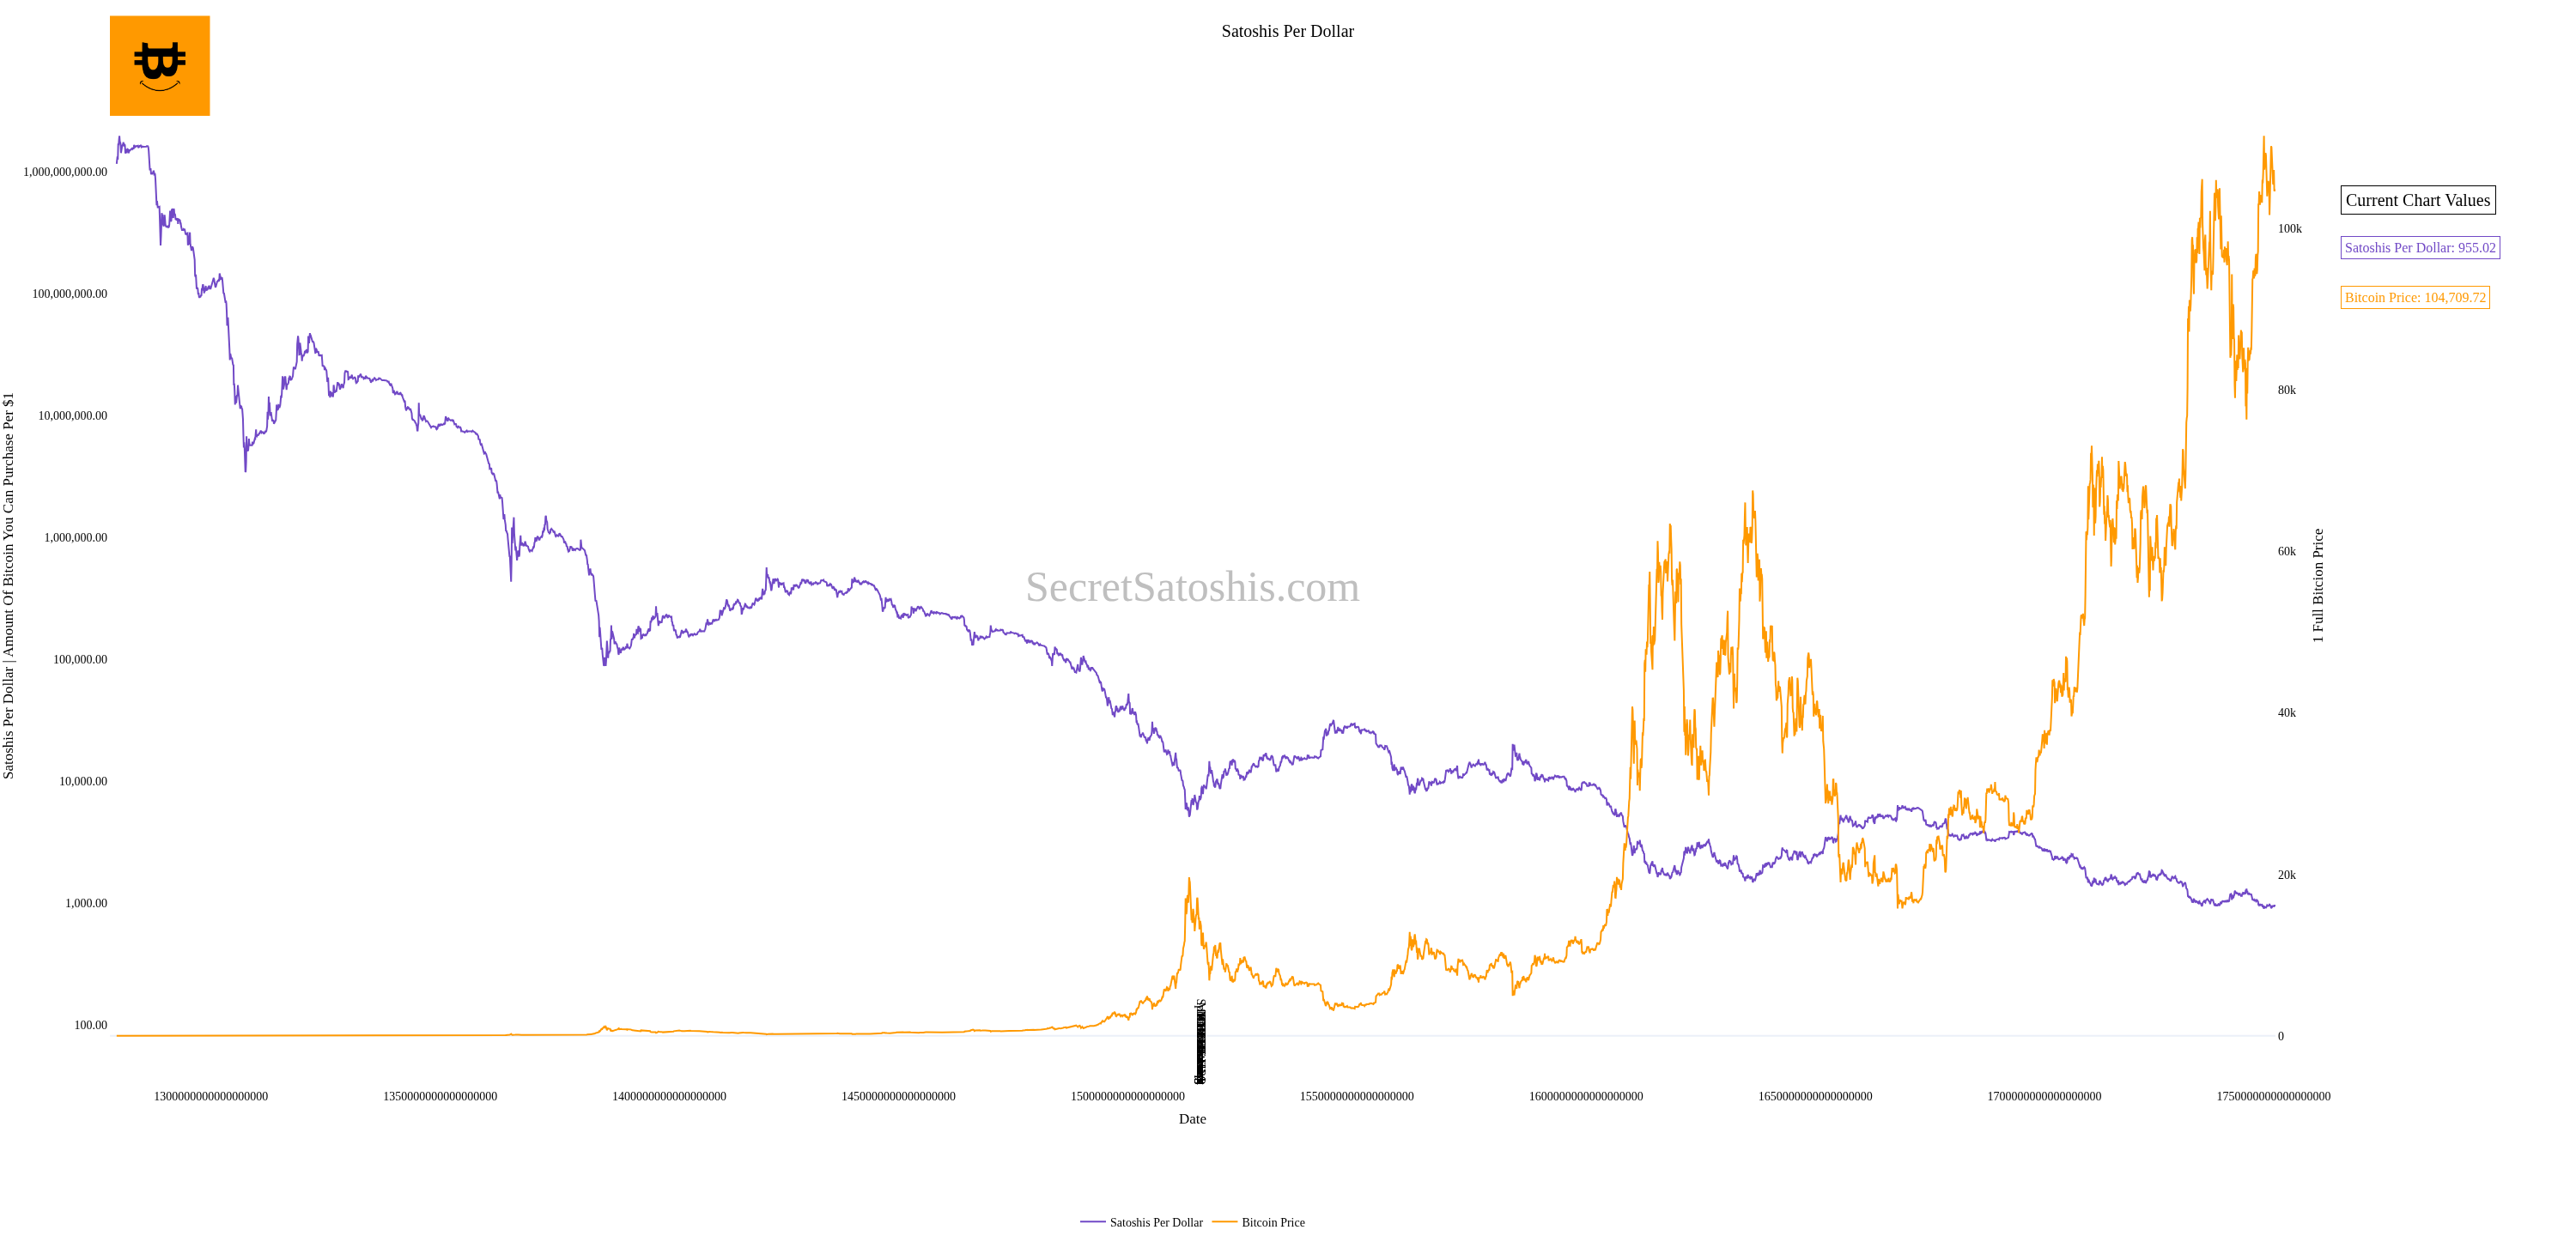 Satoshis Per Dollar
Satoshis Per Dollar | Amount Of Bitcoin You Can Purchase Per $1
1,000,000,000.00
100,000,000.00
10,000,000.00
1,000,000.00
100,000.00
10,000.00
1,000.00
100.00
SecretSatoshis.com
100k
80k
60k
40k
20k
0
1 Full Bitcion Price
Current Chart Values
Satoshis Per Dollar: 955.02
Bitcoin Price: 104,709.72
1300000000000000000
1350000000000000000
1400000000000000000
1450000000000000000
1500000000000000000
1550000000000000000
1600000000000000000
1650000000000000000
1700000000000000000
1750000000000000000
Date
Satoshis Per Dollar
Bitcoin Price